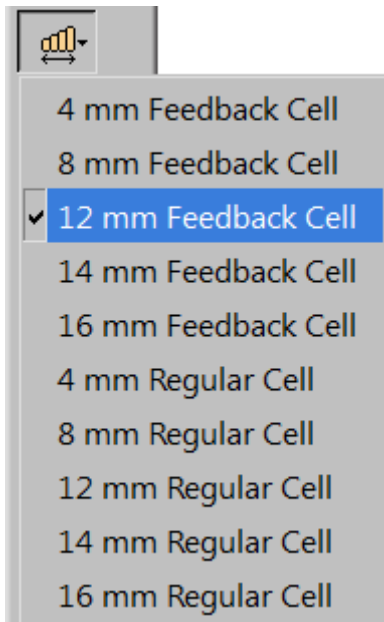 4 mm Feedback Cell
8 mm Feedback Cell
12 mm Feedback Cell
14 mm Feedback Cell
16 mm Feedback Cell
4 mm Regular Cell
8 mm Regular Cell
12 mm Regular Cell
14 mm Regular Cell
16 mm Regular Cell